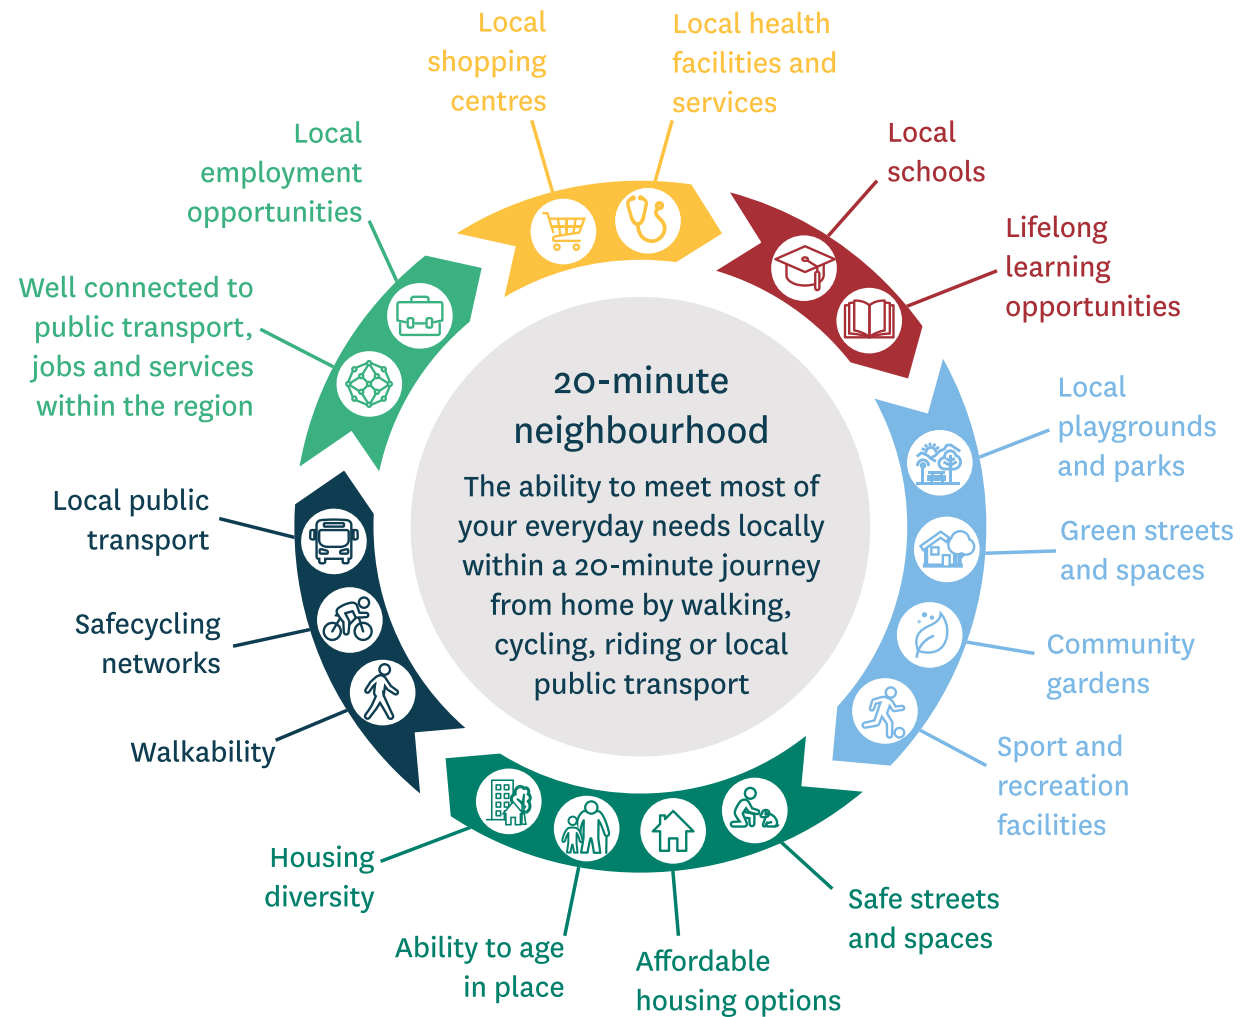 Local
shopping
centres
Local health
facilities and
services
Local
schools
Lifelong
learning
opportunities
Local
playgrounds
and parks
Green streets
and spaces
Community
gardens
Sport and
recreation
facilities
Safe streets
and spaces
Affordable
housing options
Ability to age
in place
Housing
diversity
Walkability
Safecycling
networks
Local public
transport
Well connected to
public transport,
jobs and services
within the region
Local
employment
opportunities
20-minute
neighbourhood
The ability to meet most of
your everyday needs locally
within a 20-minute journey
from home by walking,
cycling, riding or local
public transport